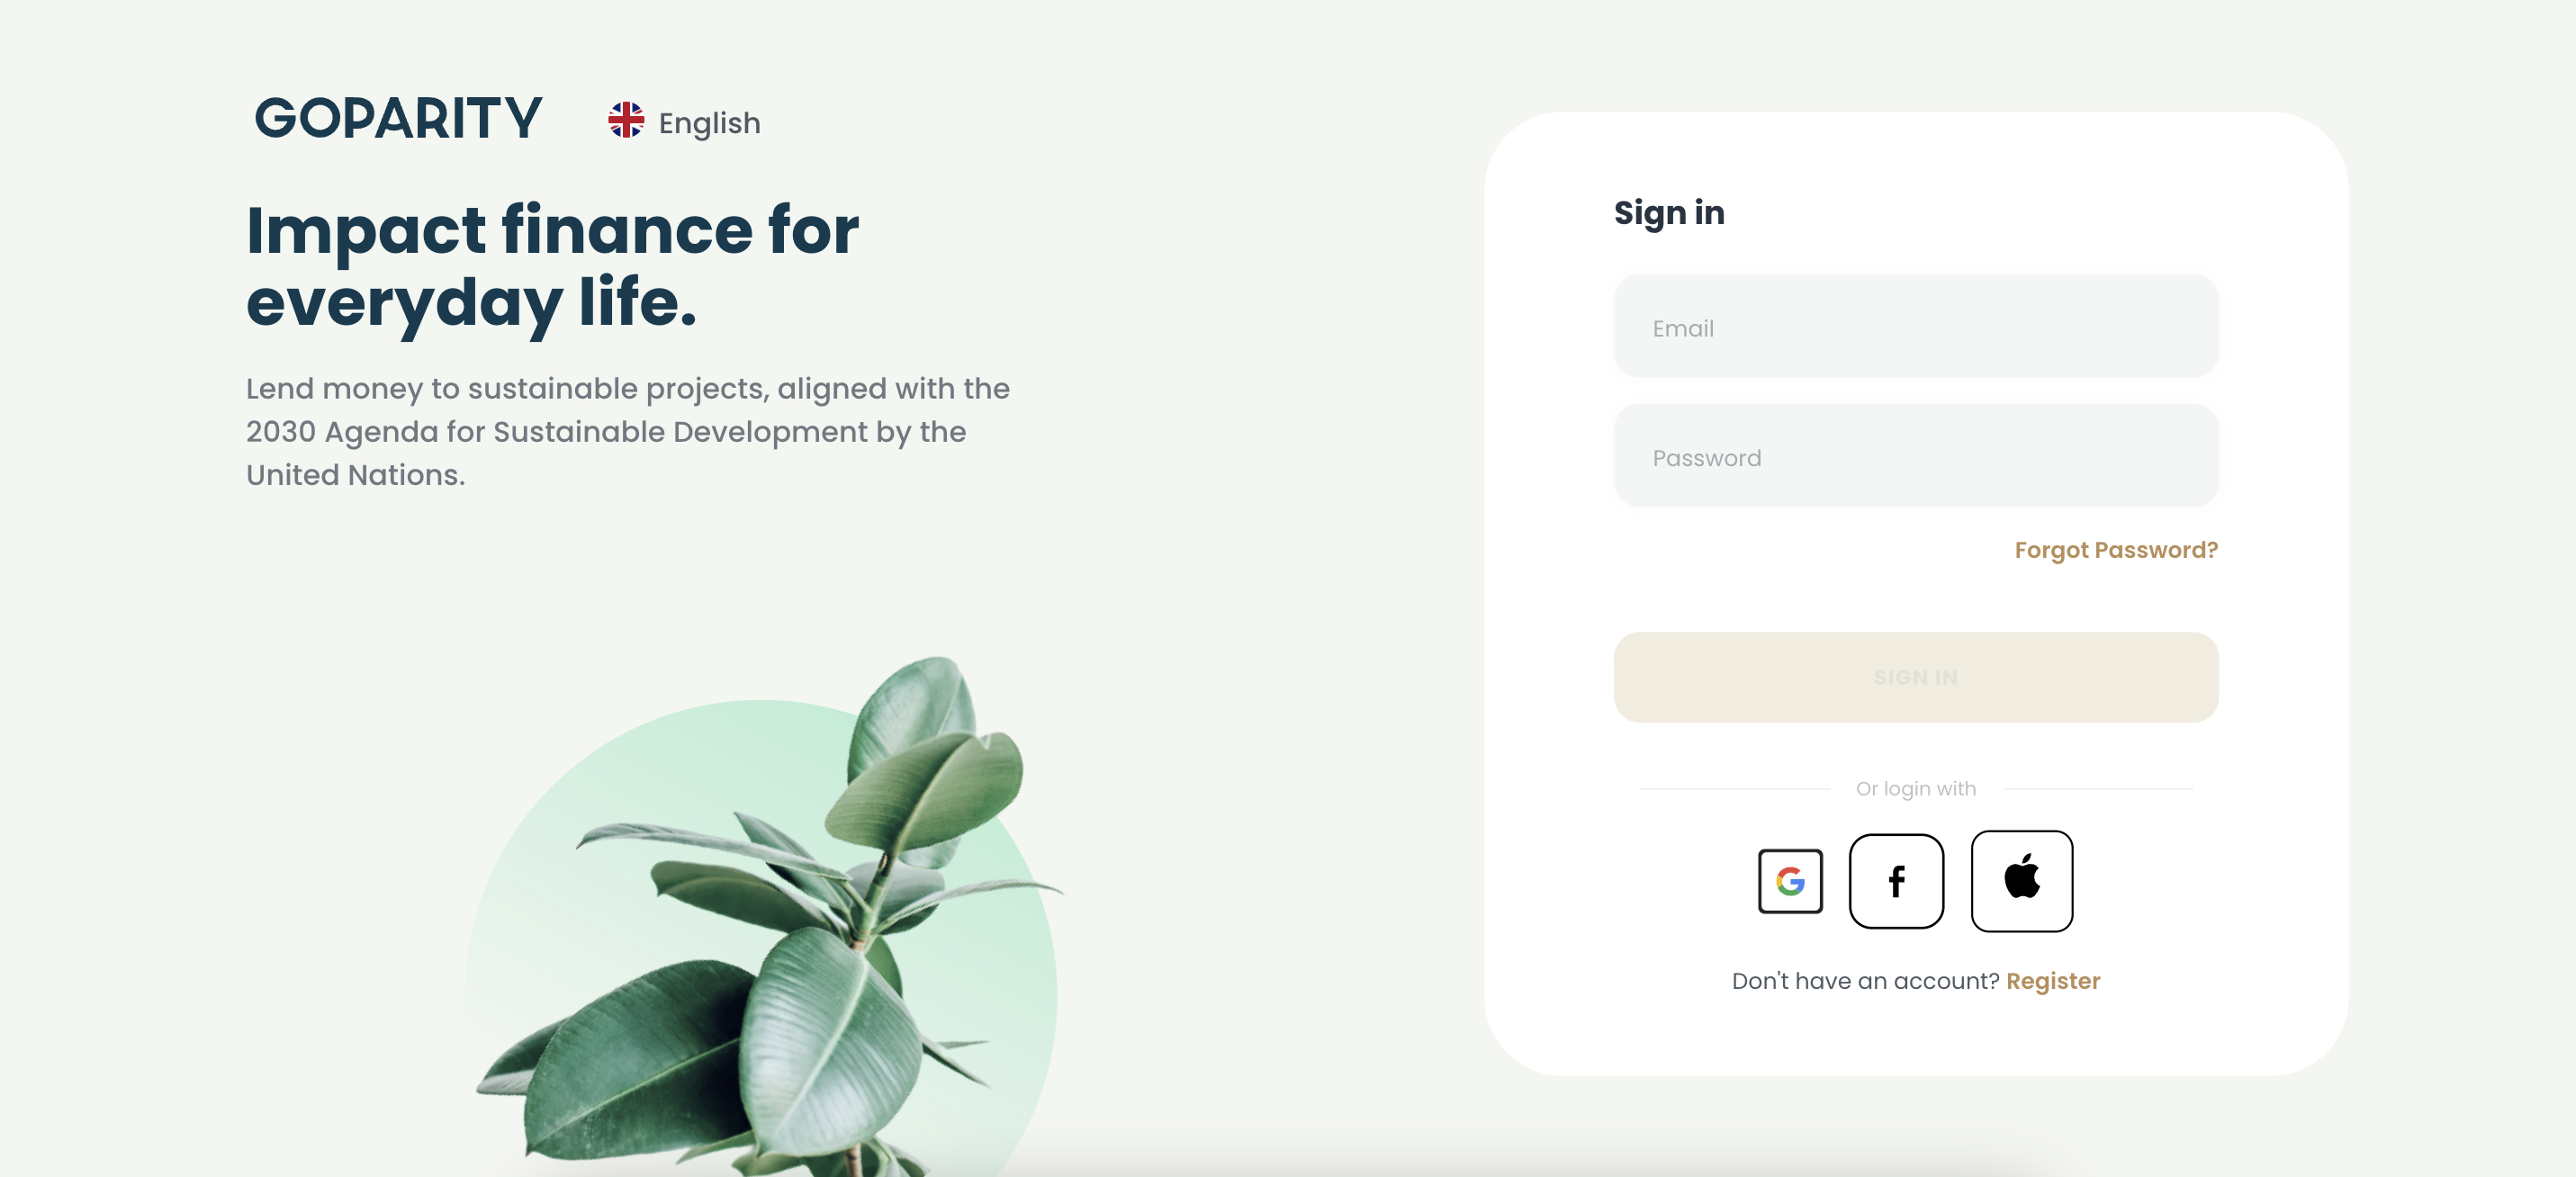 GOPARITY
English
Impact finance for
everyday life.
Lend money to sustainable projects, aligned with the
2030 Agenda for Sustainable Development by the
United Nations.
Sign in
Email
Password
Forgot Password?
SIGN IN
Or login with
Don't have an account? Register